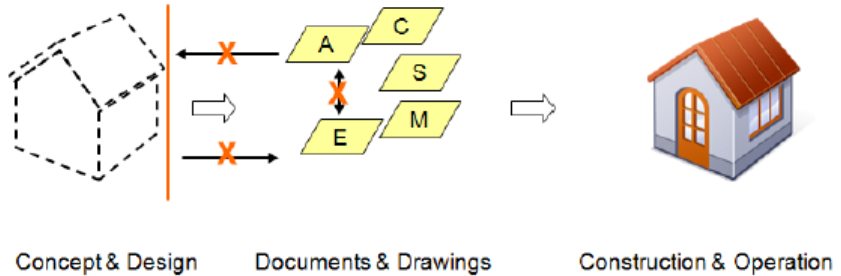 A
C
S
E
M
X
X
X
Concept & Design
Documents & Drawings
Construction & Operation